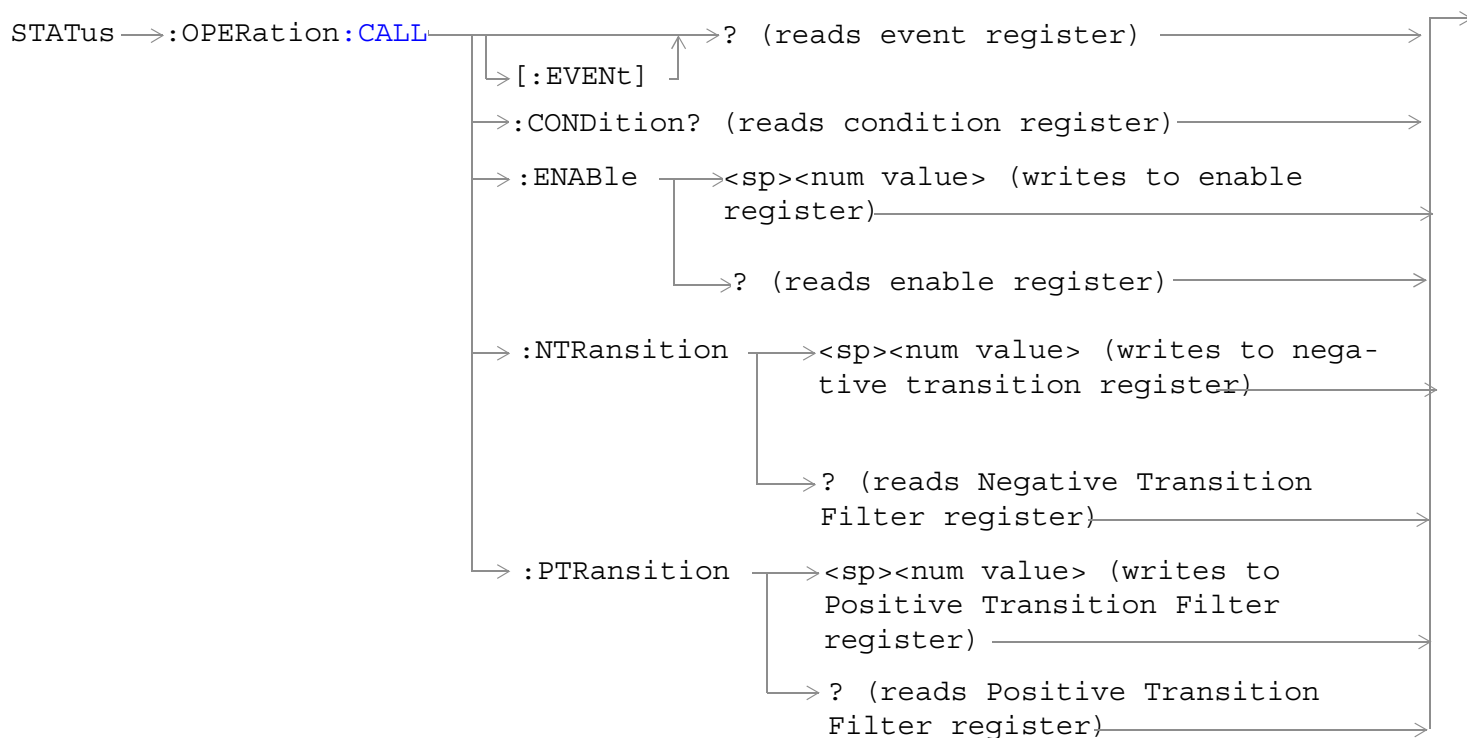 STATus :OPERation:CALL ? (reads event register)
[:EVENt]
:CONDition? (reads condition register)
:ENABle <sp><num value> (writes to enable
register)
? (reads enable register)
:NTRansition <sp><num value> (writes to nega-
tive transition register)
? (reads Negative Transition
Filter register)
:PTRansition <sp><num value> (writes to
Positive Transition Filter
register)
? (reads Positive Transition
Filter register)